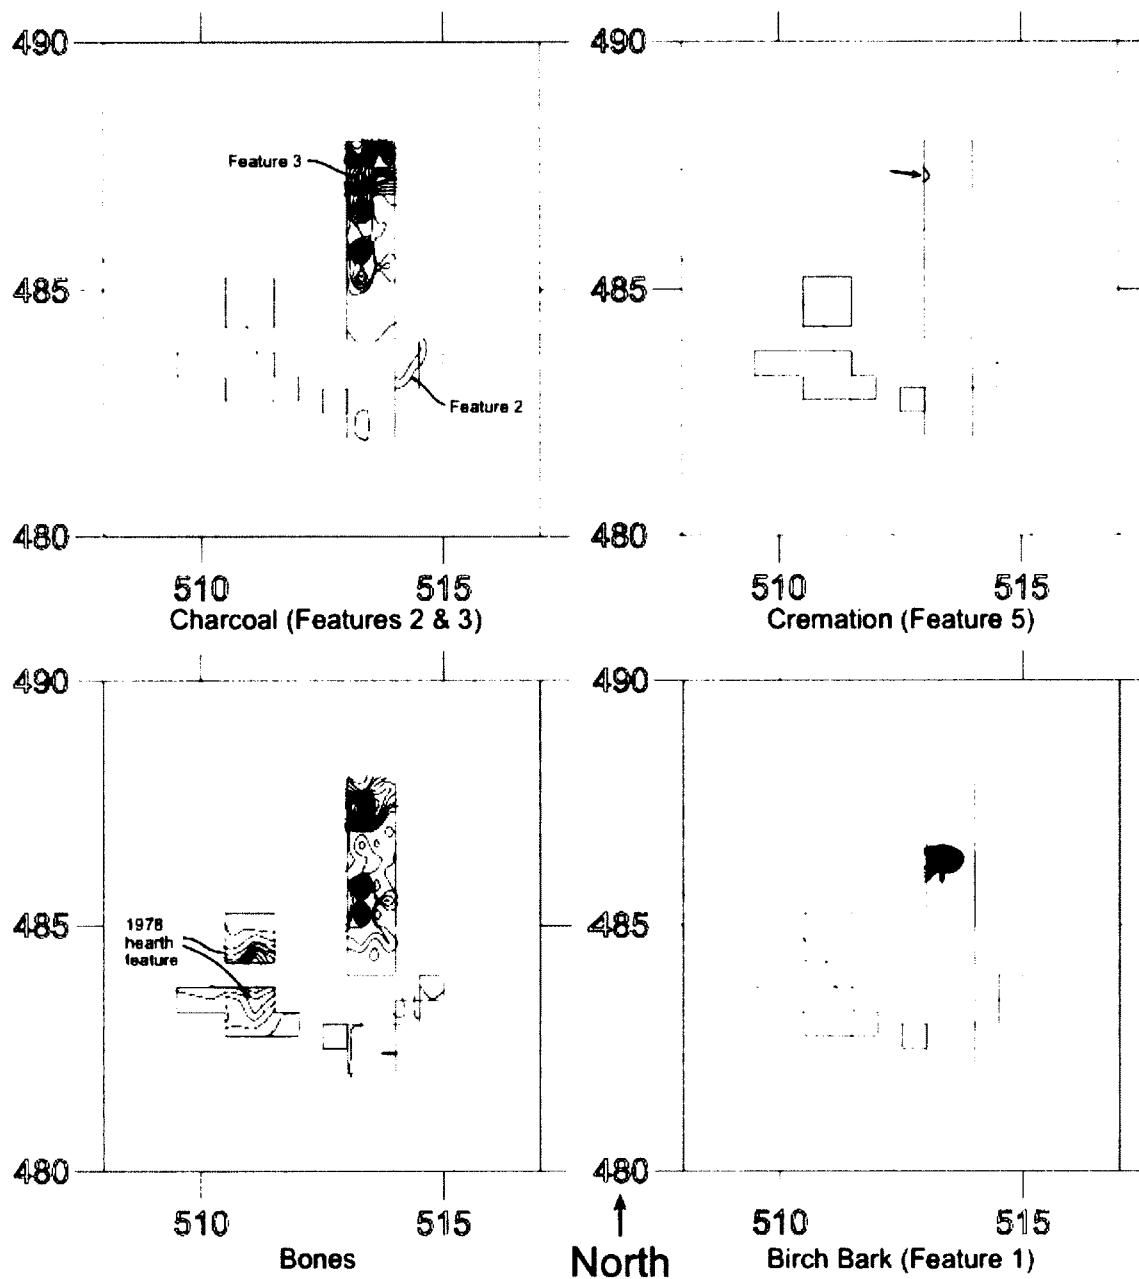 490
490
Feature 3
485
485
Feature 2
480
480
510
515
510
515
Charcoal (Features 2 & 3)
Cremation (Feature 5)
490
490
485
1978
hearth
feature
485
480
480
510
515
510
515
Bones
North
Birch Bark (Feature 1)